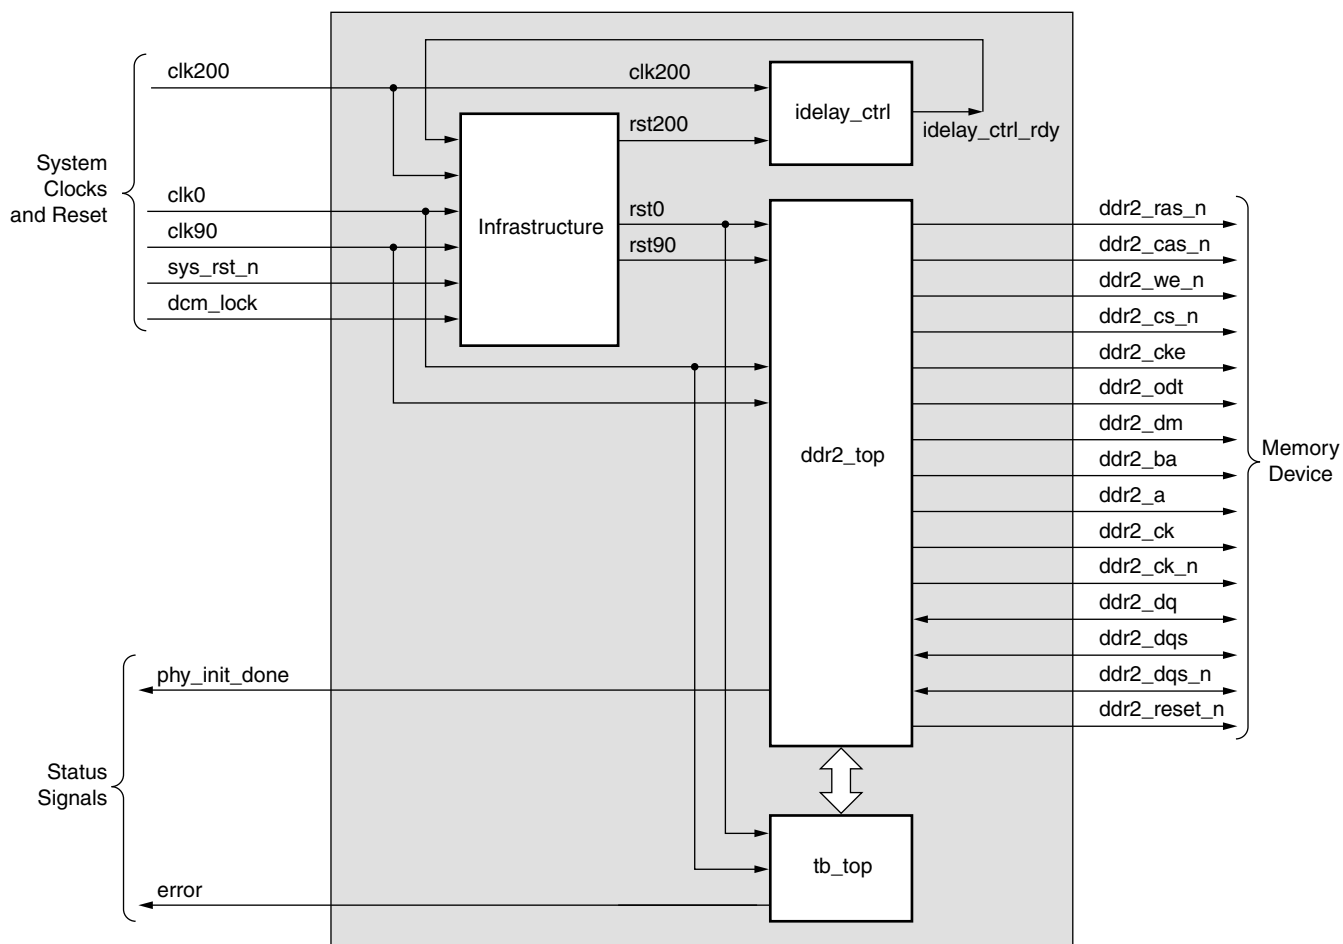 clk200
clk200
idelay_ctrl
rst200
idelay_ctrl_rdy
System
Clocks
and Reset
clk0
clk90
sys_rst_n
dcm_lock
Infrastructure
rst0
rst90
ddr2_top
ddr2_ras_n
ddr2_cas_n
ddr2_we_n
ddr2_cs_n
ddr2_cke
ddr2_odt
ddr2_dm
ddr2_ba
ddr2_a
ddr2_ck
ddr2_ck_n
ddr2_dq
ddr2_dqs
ddr2_dqs_n
ddr2_reset_n
Memory
Device
phy_init_done
Status
Signals
error
tb_top